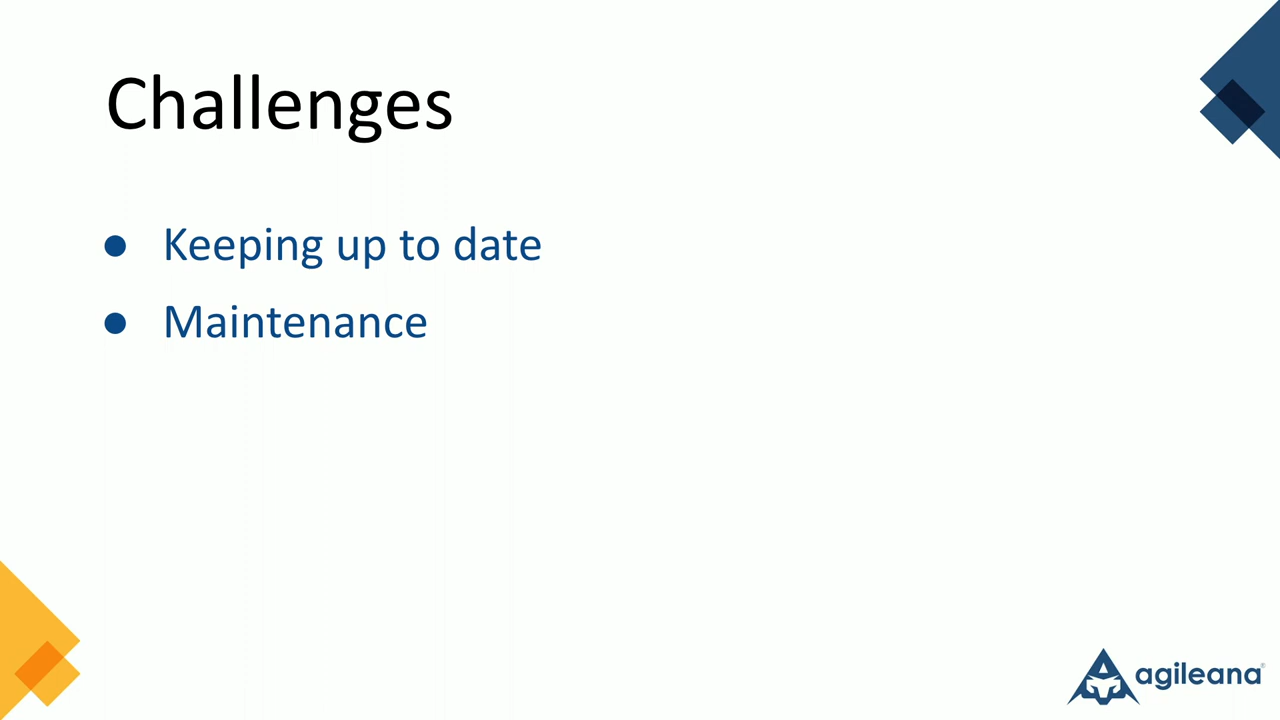 Challenges
● Keeping up to date
● Maintenance
agileana®